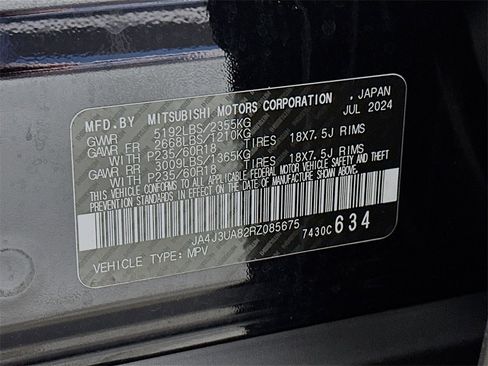 MFD.BY MITSUBISHI MOTORS CORPORATION, JAPAN
GVWR 5192LBS/2355KG JUL 2024
GAWR FR 2668LBS/1210KG
WITH P235/60R18 TIRES 18X7.5J RIMS
GAWR RR 3009LBS/1365KG
WITH P235/60R18 TIRES 18X7.5J RIMS
THIS VEHICLE CONFORMS TO ALL APPLICABLE FEDERAL MOTOR VEHICLE SAFETY AND THEFT
PREVENTION STANDARDS IN EFFECT ON THE DATE OF MANUFACTURE SHOWN ABOVE.
JA4J3UA82RZ085675 7430C634
VEHICLE TYPE: MPV